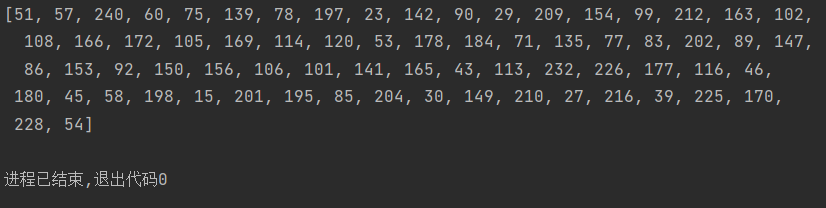 [51, 57, 240, 60, 75, 139, 78, 197, 23, 142, 90, 29, 209, 154, 99, 212, 163, 102,
108, 166, 172, 105, 169, 114, 120, 53, 178, 184, 71, 135, 77, 83, 202, 89, 147,
86, 153, 92, 150, 156, 106, 101, 141, 165, 43, 113, 232, 226, 177, 116, 46,
180, 45, 58, 198, 15, 201, 195, 85, 204, 30, 149, 210, 27, 216, 39, 225, 170,
228, 54]
进程已结束,退出代码0